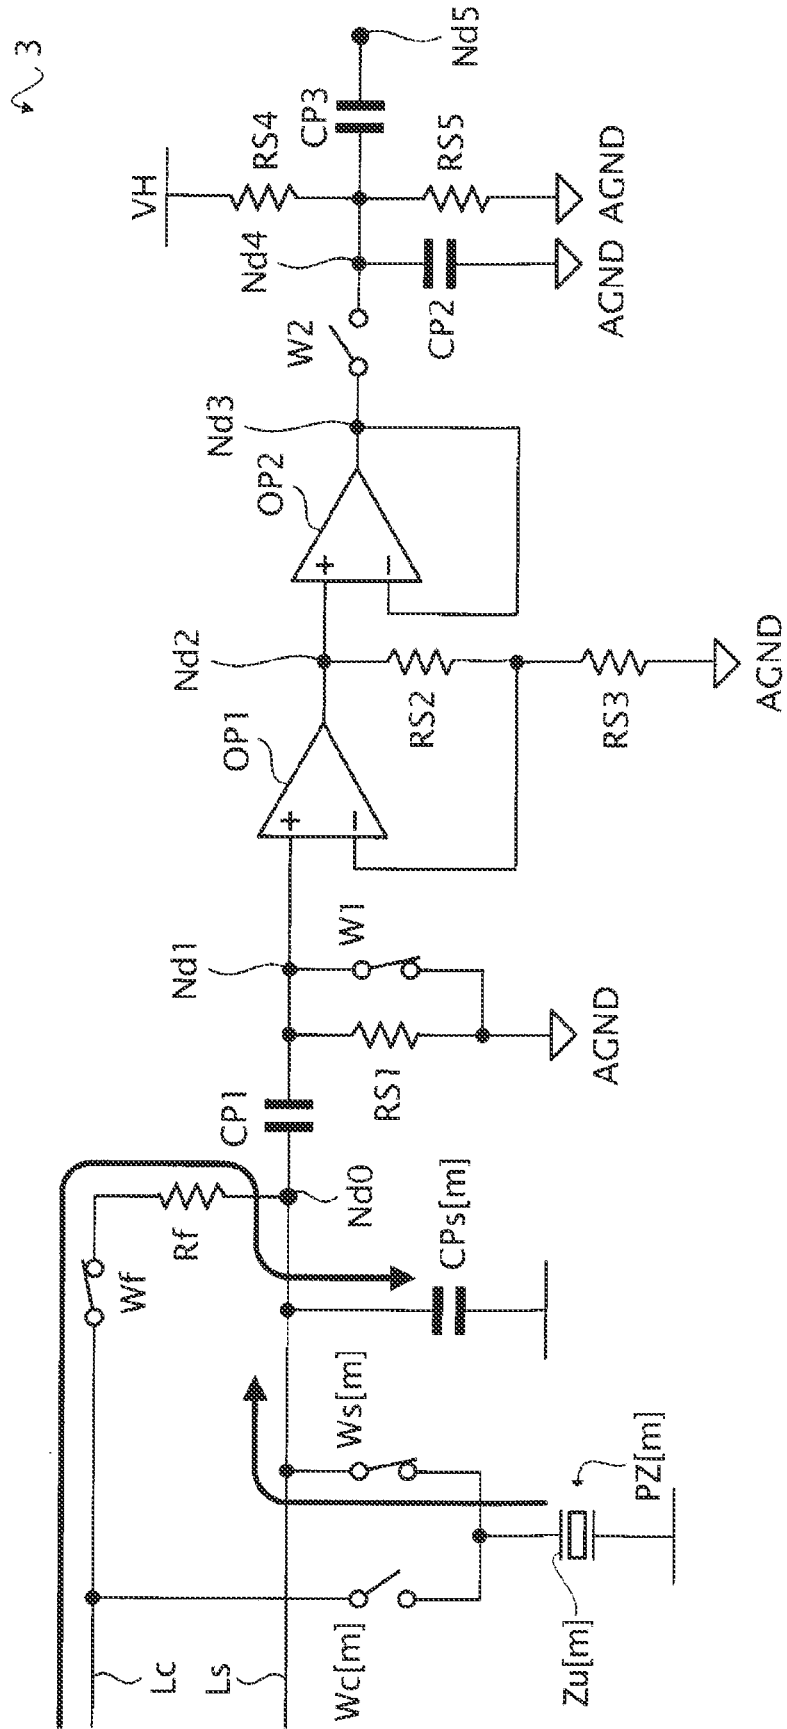 3
Lc
Ls
Wc[m]
Zu[m]
PZ[m]
Ws[m]
Wf
Rf
CPs[m]
Nd0
CP1
RS1
AGND
Nd1
W1
OP1
+
−
Nd2
RS2
RS3
AGND
OP2
+
−
Nd3
W2
Nd4
CP2
AGND
VH
RS4
RS5
AGND
CP3
Nd5